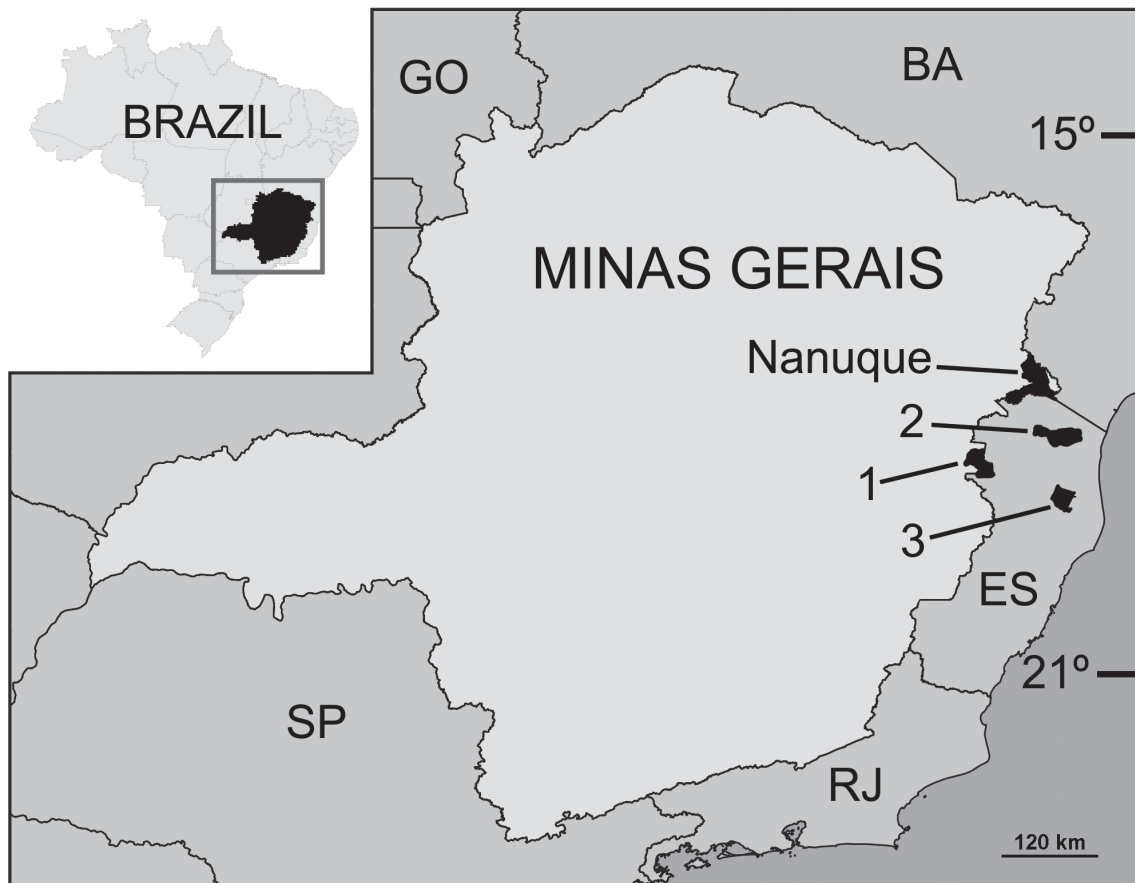 GO
BA
BRAZIL
15º
MINAS GERAIS
Nanuque
2
1
3
ES
21º
SP
RJ
120 km